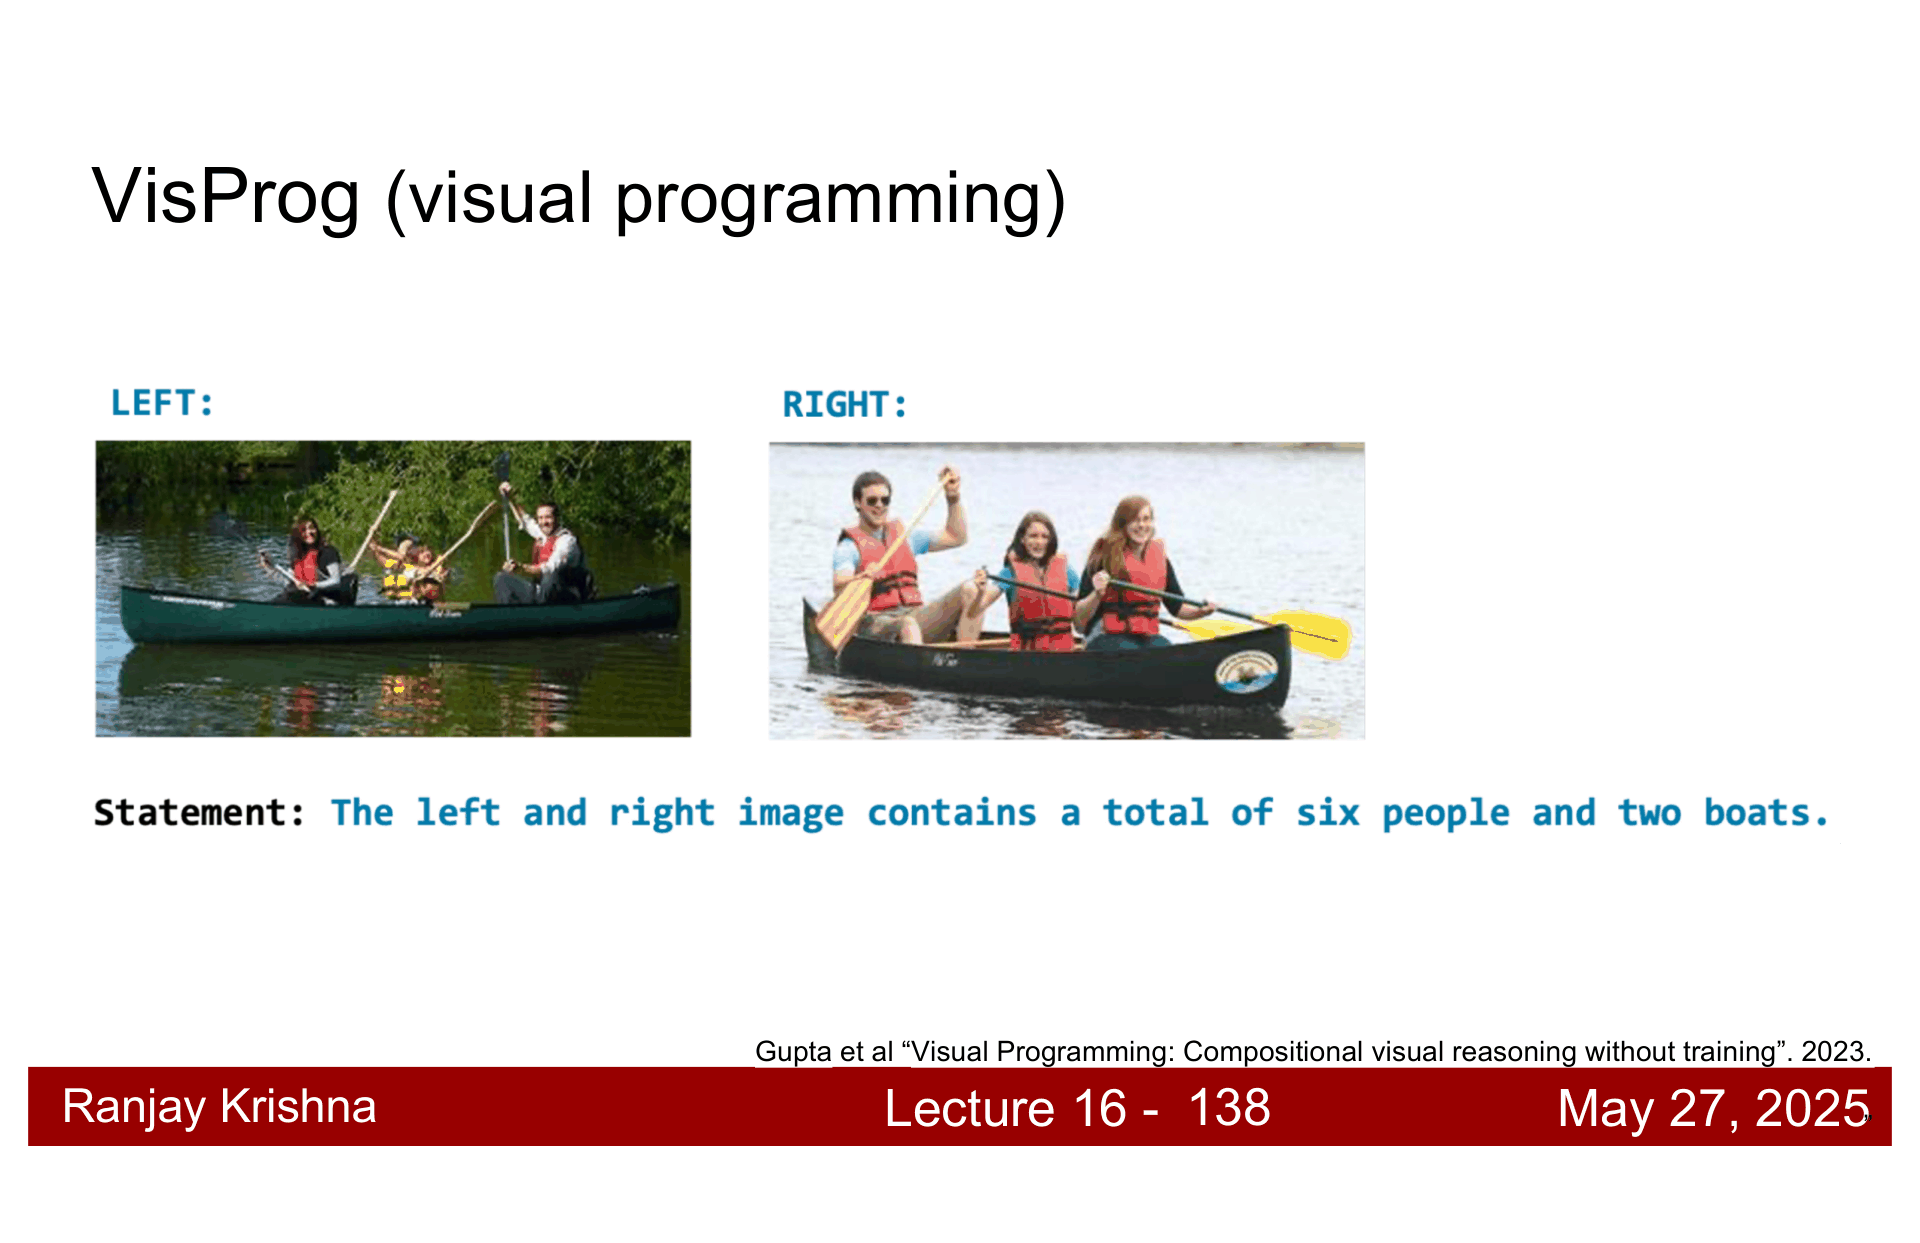 VisProg (visual programming)
LEFT:
RIGHT:
Statement: The left and right image contains a total of six people and two boats.
Gupta et al “Visual Programming: Compositional visual reasoning without training”. 2023.
Ranjay Krishna
Lecture 16 - 138
May 27, 2025